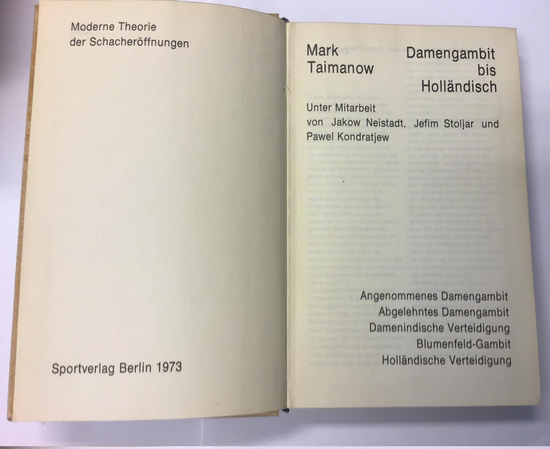 Moderne Theorie
der Schacheröffnungen
Sportverlag Berlin 1973
Mark Damengambit
Taimanow bis
Holländisch
Unter Mitarbeit
von Jakow Neistadt, Jefim Stoljar und
Pawel Kondratjew
Angenommenes Damengambit
Abgelehntes Damengambit
Damenindische Verteidigung
Blumenfeld-Gambit
Holländische Verteidigung